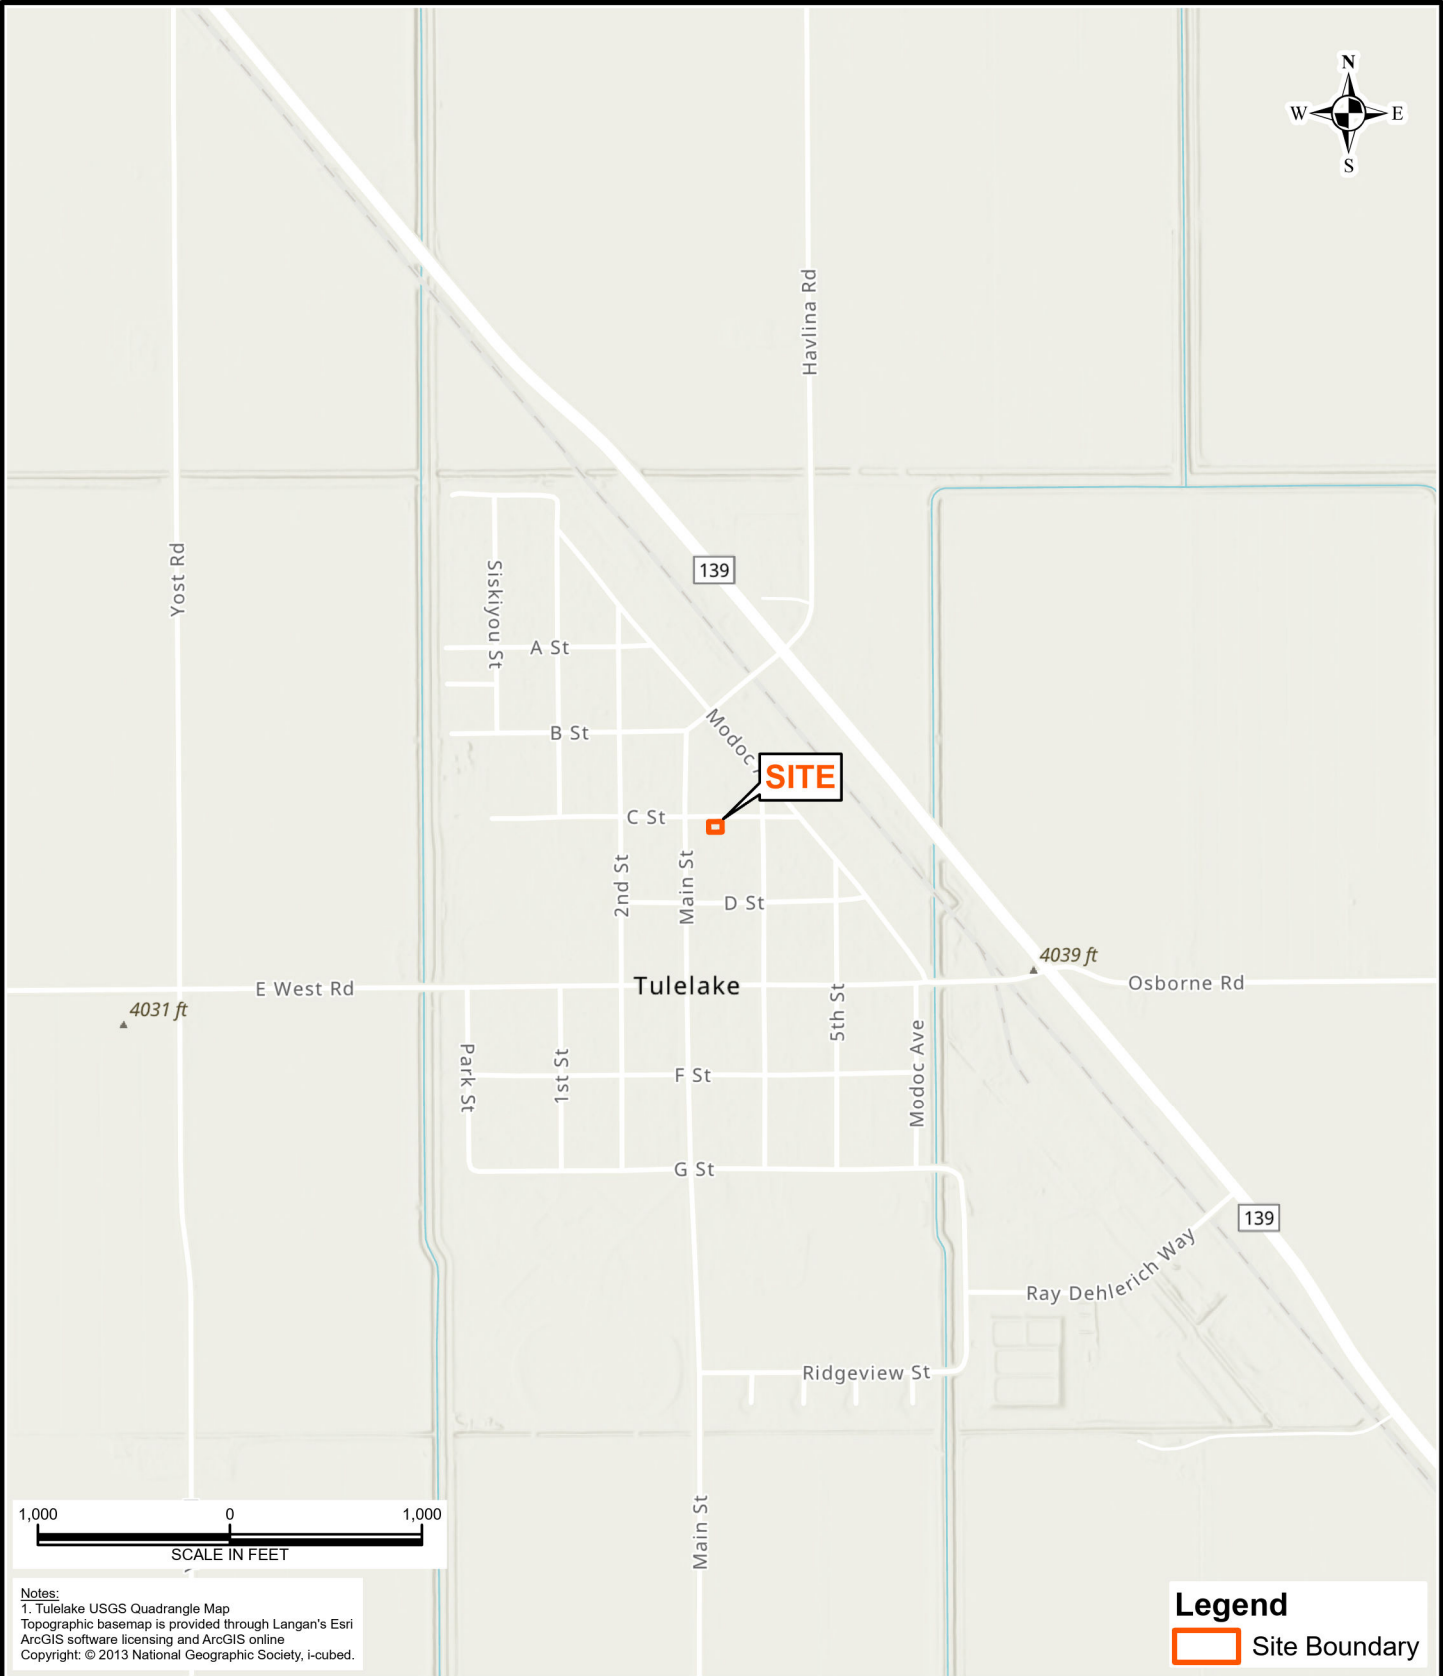 N
W E
S
Havlina Rd
Yost Rd
139
Siskiyou St
A St
B St
Modoc
SITE
C St
2nd St
Main St
D St
4039 ft
E West Rd
Tulelake
Osborne Rd
4031 ft
5th St
Park St
1st St
F St
Modoc Ave
G St
139
Ray Dehlerich Way
Ridgeview St
Main St
1,000 0 1,000
SCALE IN FEET
Notes:
1. Tulelake USGS Quadrangle Map
Topographic basemap is provided through Langan's Esri
ArcGIS software licensing and ArcGIS online
Copyright: © 2013 National Geographic Society, i-cubed.
Legend
Site Boundary